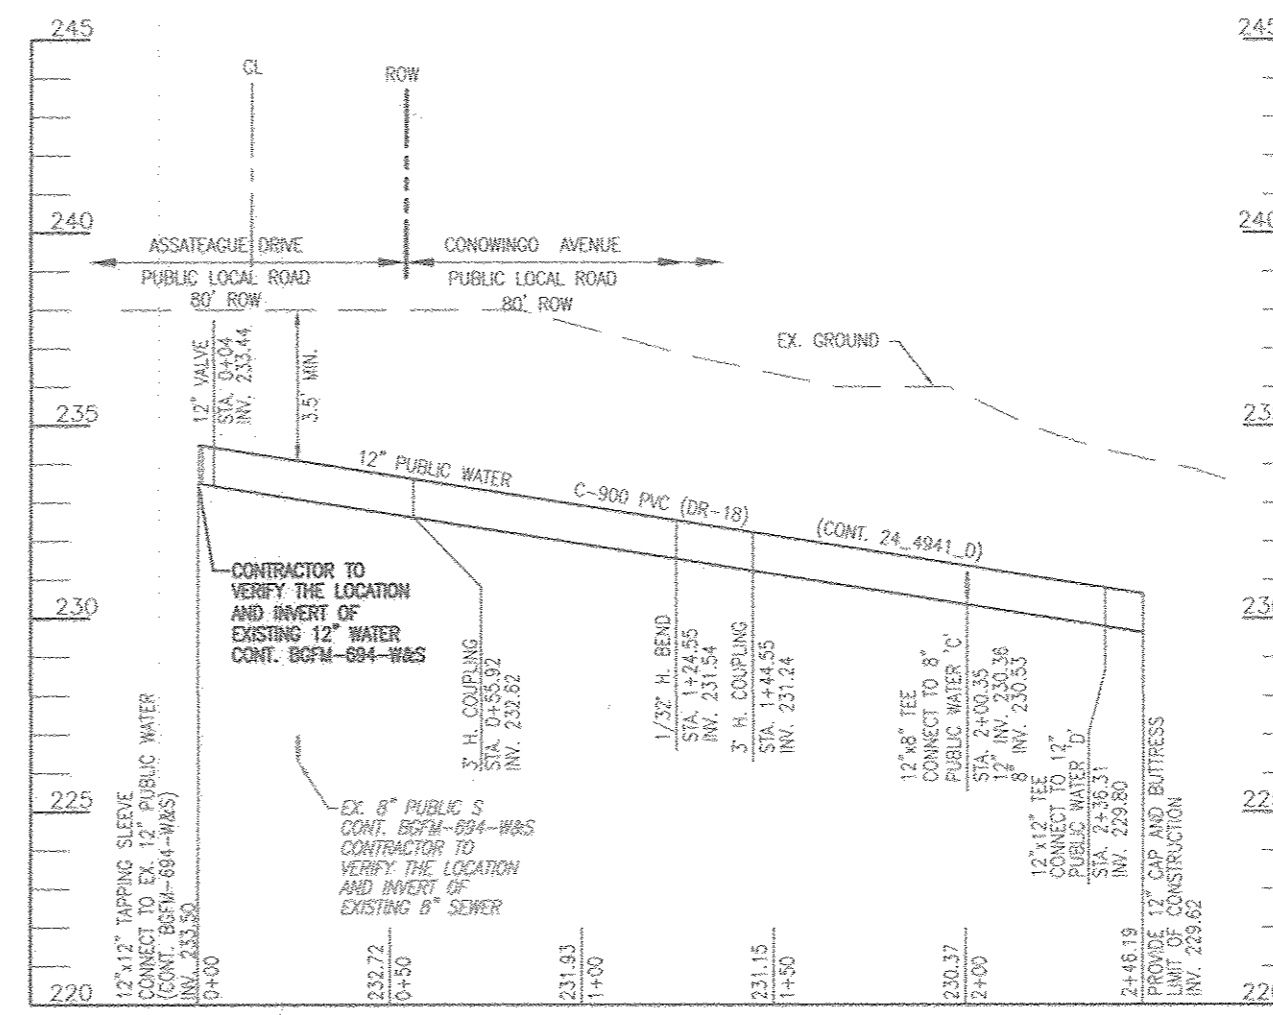 245
245
CL
ROW
240
240
ASSATEAGUE DRIVE
CONOWINGO AVENUE
PUBLIC LOCAL ROAD
PUBLIC LOCAL ROAD
80' ROW
80' ROW
EX. GROUND
12" VALVE
STA. 0+04
INV. 233.44
3.5' MIN.
235
23
12" PUBLIC WATER
C-900 PVC (DR-18)
(CONT. 24_4941_D)
CONTRACTOR TO
VERIFY THE LOCATION
AND INVERT OF
EXISTING 12" WATER
CONT. BGFM-694-W&S
230
23
3' H. COUPLING
STA. 0+55.92
INV. 232.62
1/32" H. BEND
STA. 1+24.55
INV. 231.54
3' H. COUPLING
STA. 1+44.55
INV. 231.24
12"x8" TEE
CONNECT TO 8"
PUBLIC WATER 'C'
STA. 2+00.35
12" INV. 230.36
8" INV. 230.53
12"x12" TEE
CONNECT TO 12"
PUBLIC WATER 'D'
STA. 2+36.31
INV. 229.80
225
22
EX. 8" PUBLIC S
CONT. BGFM-694-W&S
CONTRACTOR TO
VERIFY THE LOCATION
AND INVERT OF
EXISTING 8" SEWER
12"x12" TAPPING SLEEVE
CONNECT TO EX. 12" PUBLIC WATER
(CONT. BGFM-694-W&S)
INV. 233.50
0+00
232.72
0+50
231.93
1+00
231.15
1+50
230.37
2+00
2+46.19
PROVIDE 12" CAP AND BUTTRESS
LIMIT OF CONSTRUCTION
INV. 229.62
220
22